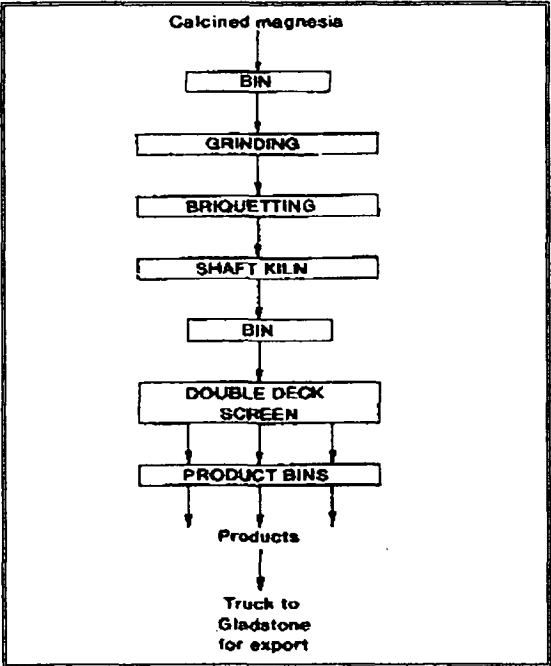 Calcined magnesia
BIN
GRINDING
BRIQUETTING
SHAFT KILN
BIN
DOUBLE DECK
SCREEN
PRODUCT BINS
Products
Truck to
Gladstone
for export